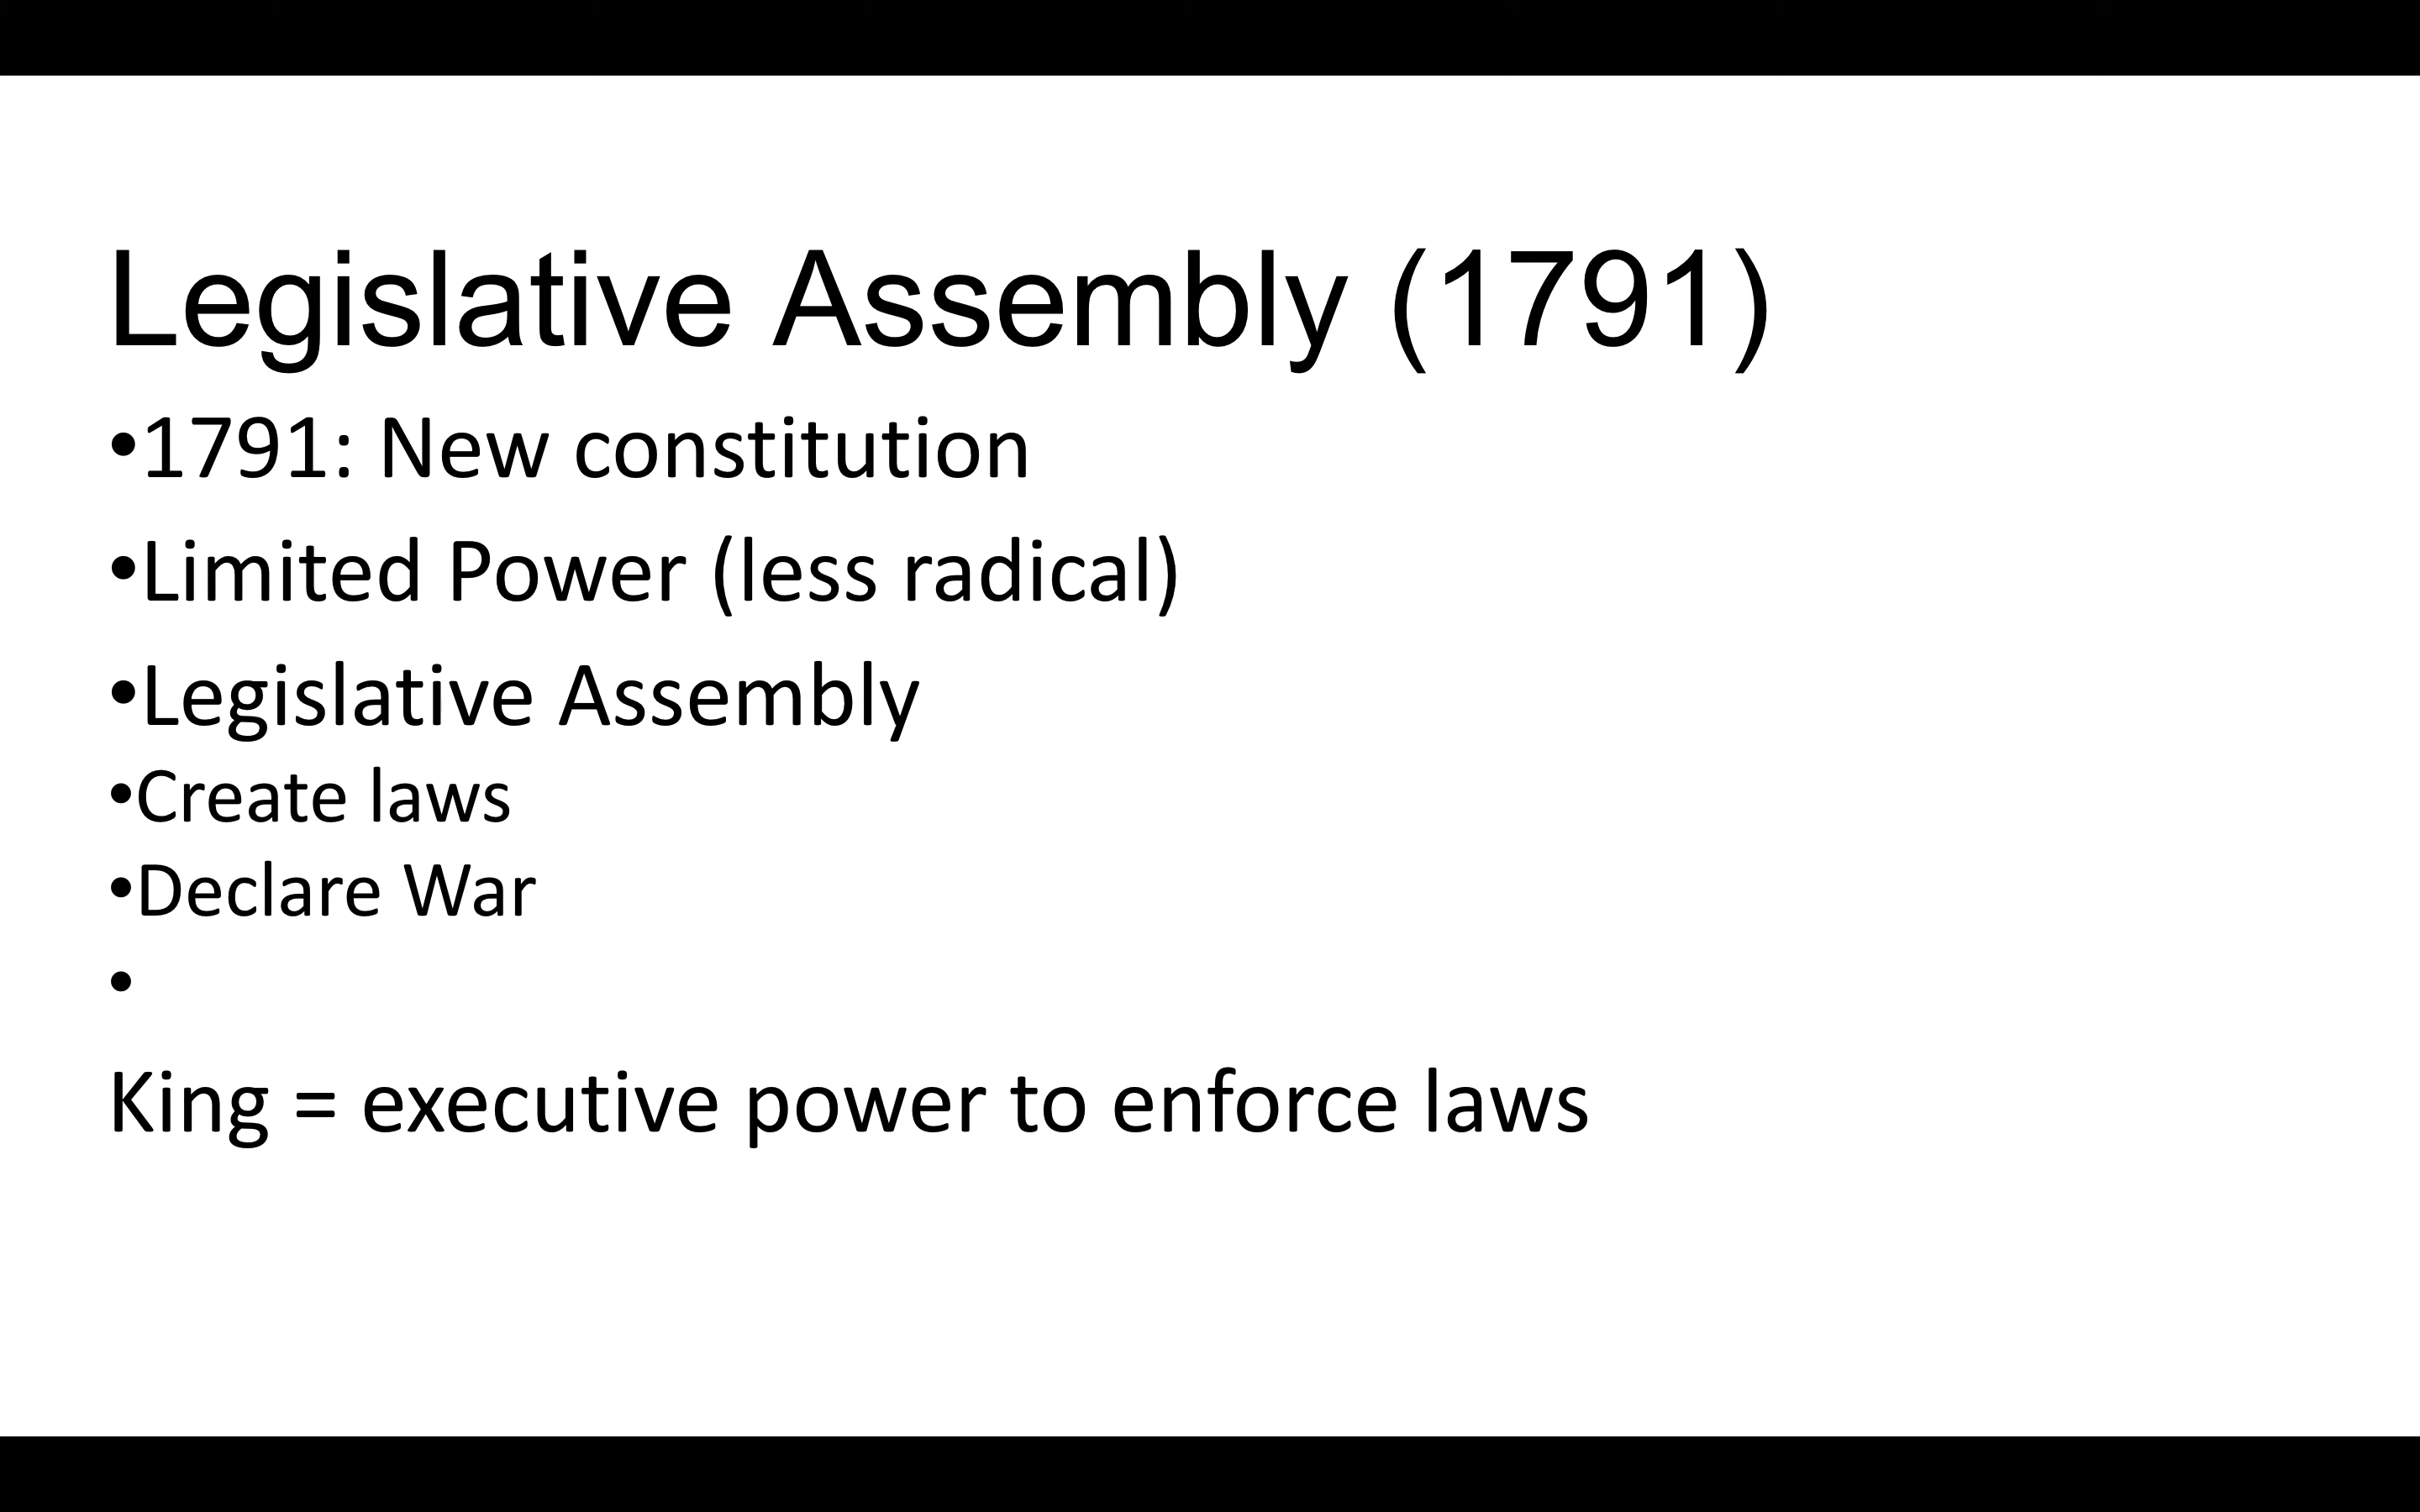 Legislative Assembly (1791)
•1791: New constitution
•Limited Power (less radical)
•Legislative Assembly
•Create laws
•Declare War
•
King = executive power to enforce laws